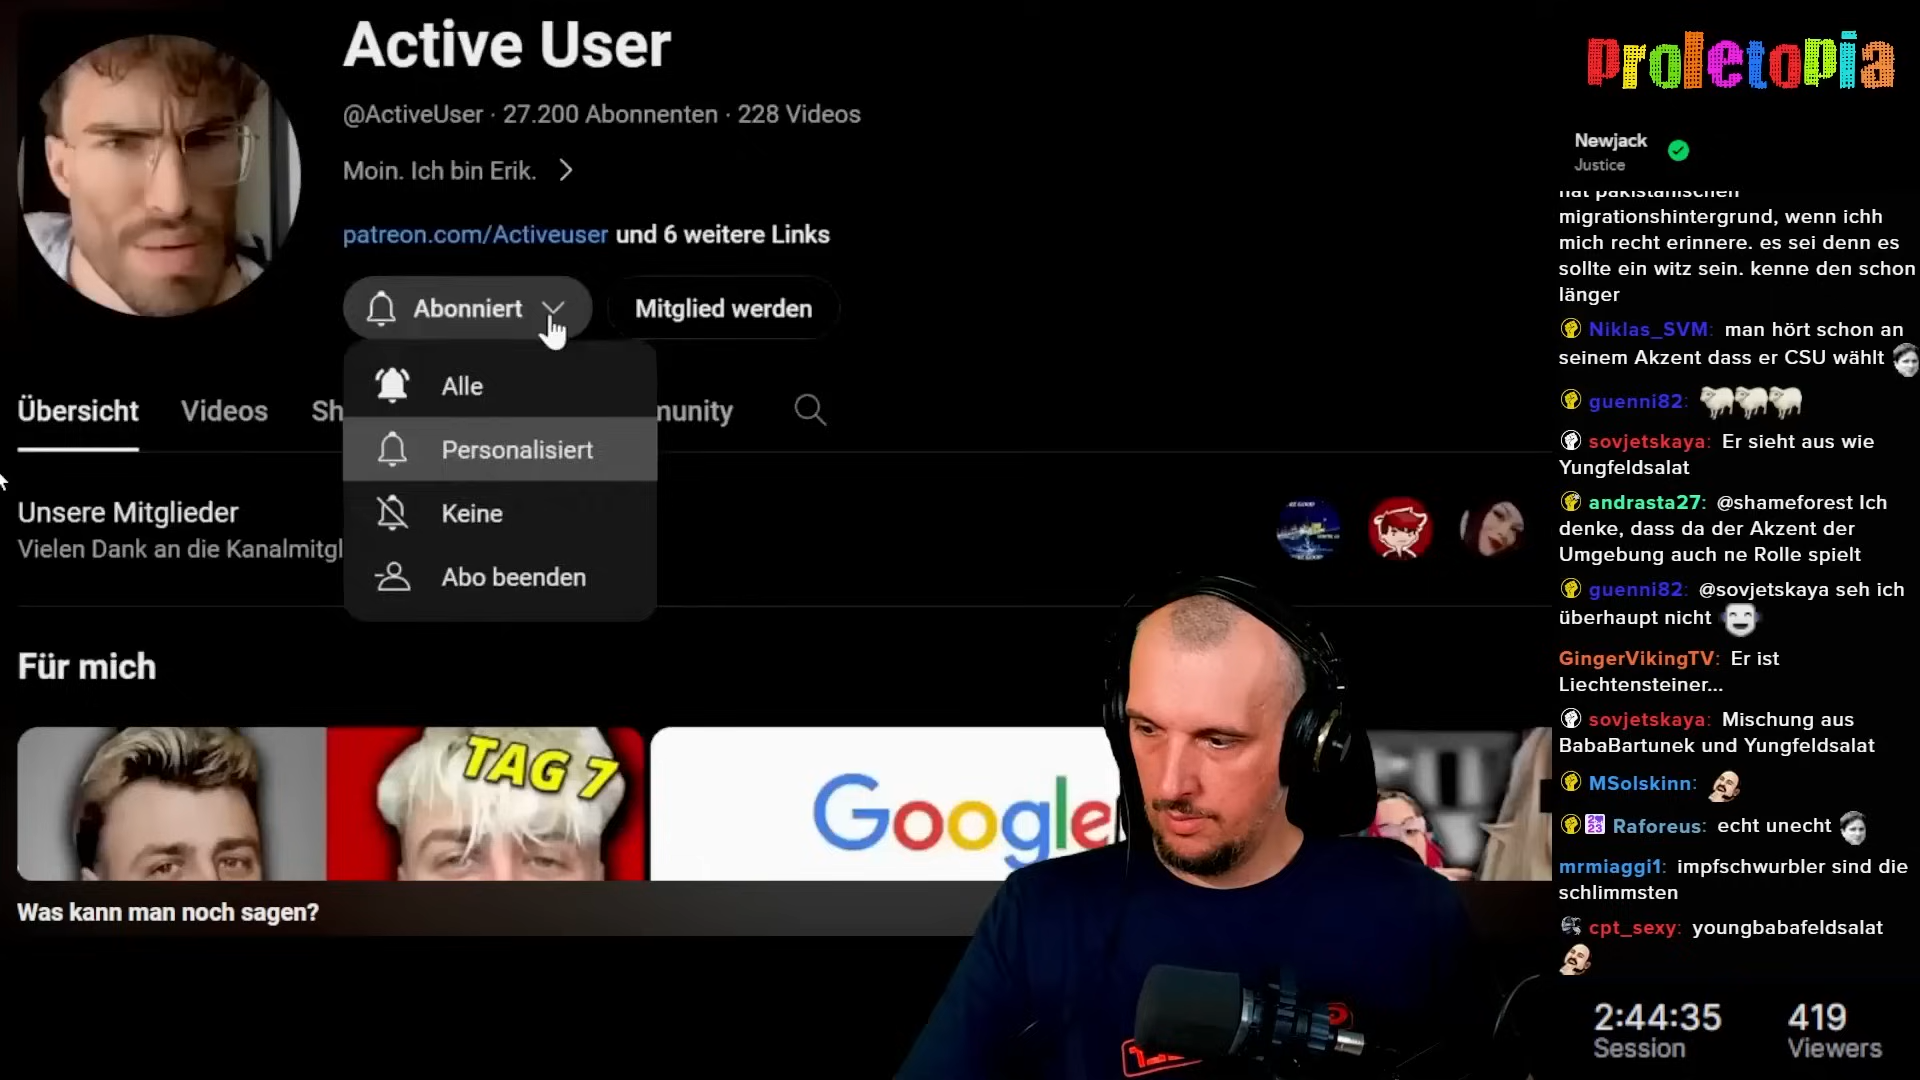 Active User
@ActiveUser · 27.200 Abonnenten · 228 Videos
Moin. Ich bin Erik.
patreon.com/Activeuser und 6 weitere Links
Abonniert
Mitglied werden
Alle
Personalisiert
Keine
Abo beenden
Übersicht
Videos
Sh
munity
Unsere Mitglieder
Vielen Dank an die Kanalmitgl
Für mich
TAG 7
Google
Was kann man noch sagen?
Proletopia
Newjack
Justice
hat pakistanischen
migrationshintergrund, wenn ichh
mich recht erinnere. es sei denn es
sollte ein witz sein. kenne den schon
länger
Niklas_SVM: man hört schon an
seinem Akzent dass er CSU wählt
guenni82:
sovjetskaya: Er sieht aus wie
Yungfeldsalat
andrasta27: @shameforest Ich
denke, dass da der Akzent der
Umgebung auch ne Rolle spielt
guenni82: @sovjetskaya seh ich
überhaupt nicht
GingerVikingTV: Er ist
Liechtensteiner...
sovjetskaya: Mischung aus
BabaBartunek und Yungfeldsalat
MSolskinn:
Raforeus: echt unecht
mrmiaggi1: impfschwurbler sind die
schlimmsten
cpt_sexy: youngbabafeldsalat
2:44:35
Session
419
Viewers